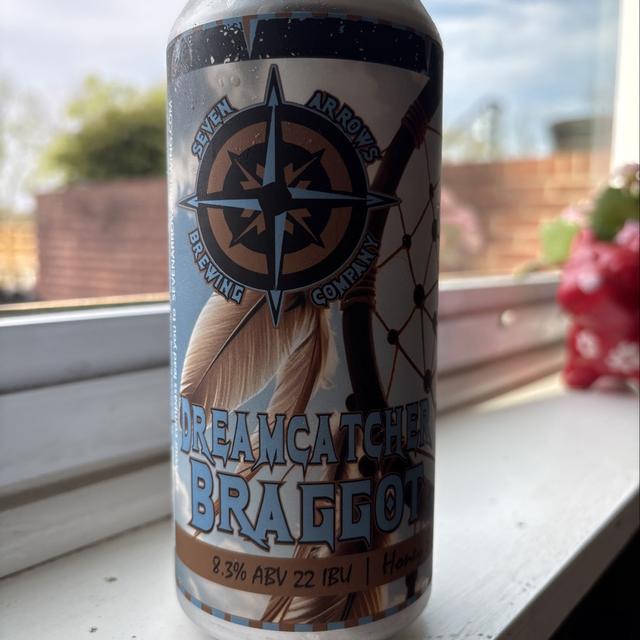 SEVEN ARROWS
BREWING COMPANY
DREAMCATCHER
BRAGGOT
8.3% ABV 22 IBU |